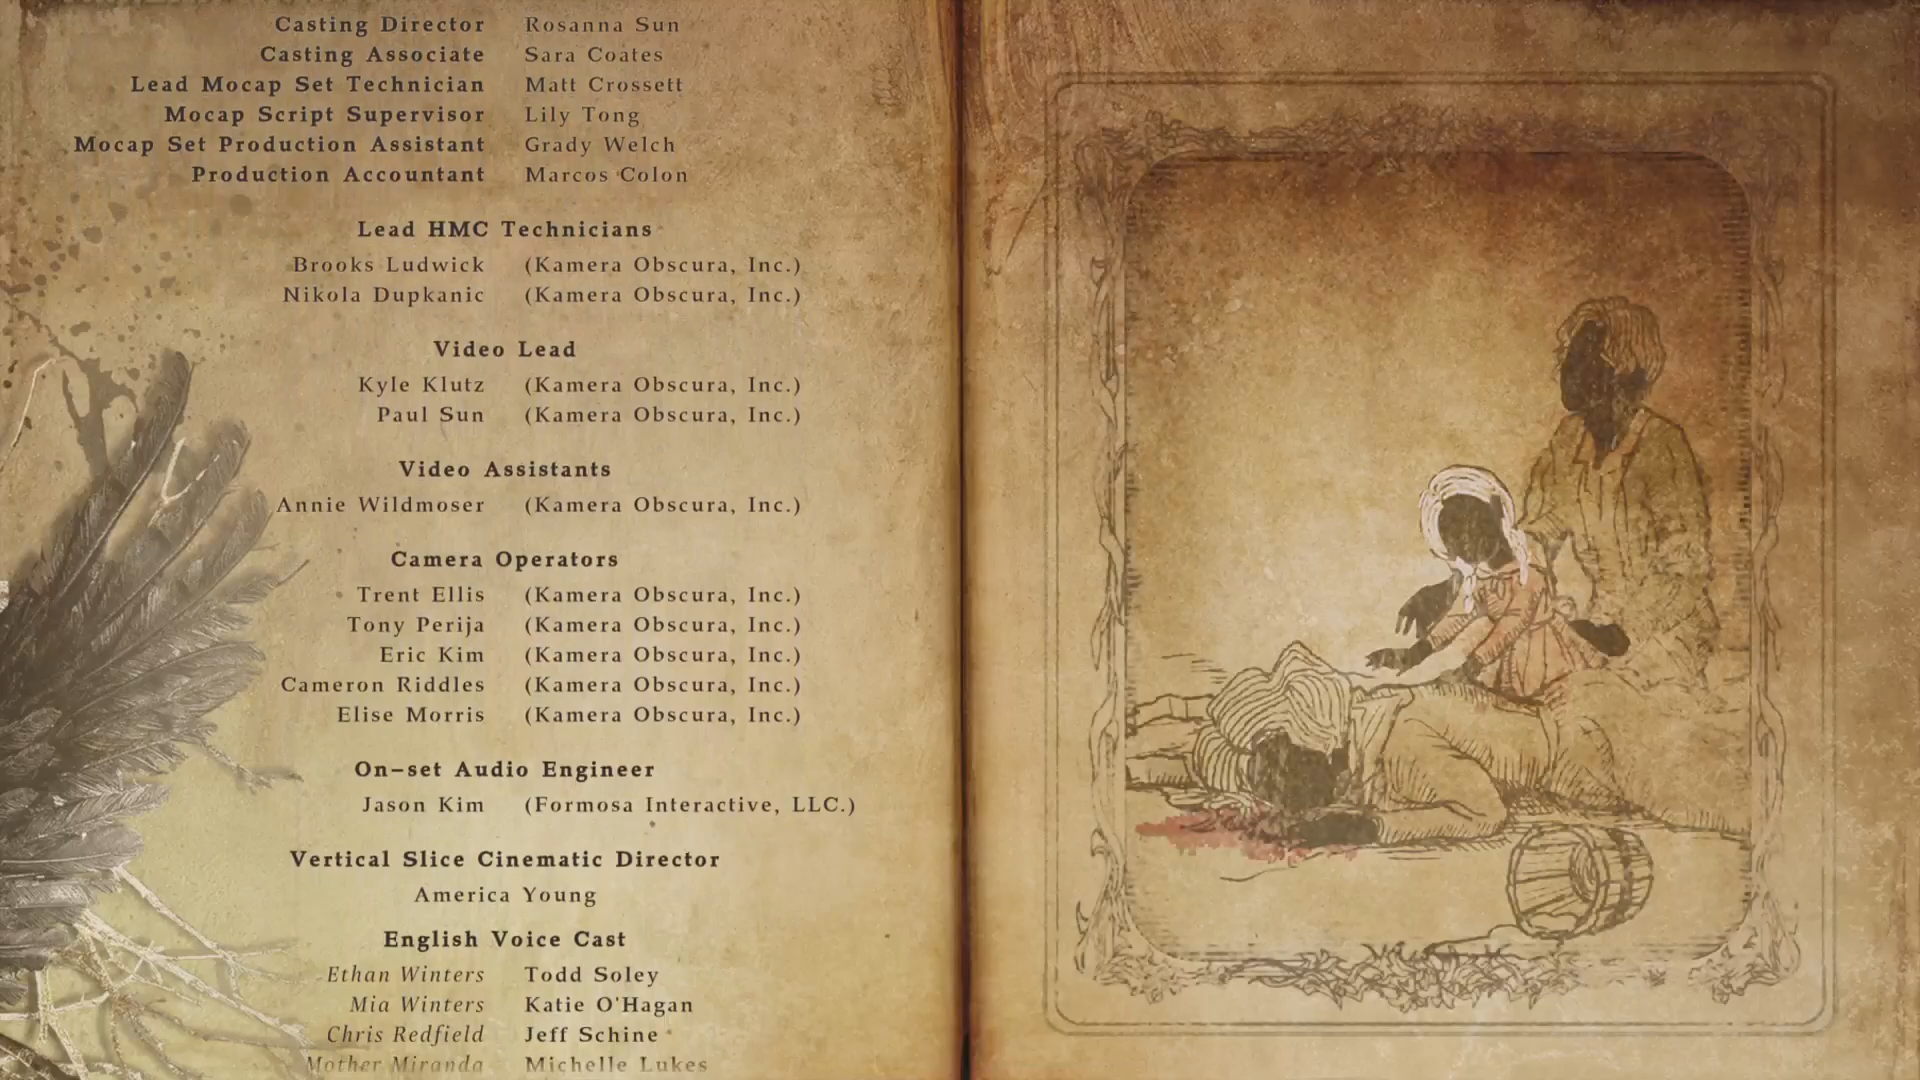 Casting Director Rosanna Sun
Casting Associate Sara Coates
Lead Mocap Set Technician Matt Crossett
Mocap Script Supervisor Lily Tong
Mocap Set Production Assistant Grady Welch
Production Accountant Marcos Colon
Lead HMC Technicians
Brooks Ludwick (Kamera Obscura, Inc.)
Nikola Dupkanic (Kamera Obscura, Inc.)
Video Lead
Kyle Klutz (Kamera Obscura, Inc.)
Paul Sun (Kamera Obscura, Inc.)
Video Assistants
Annie Wildmoser (Kamera Obscura, Inc.)
Camera Operators
Trent Ellis (Kamera Obscura, Inc.)
Tony Perija (Kamera Obscura, Inc.)
Eric Kim (Kamera Obscura, Inc.)
Cameron Riddles (Kamera Obscura, Inc.)
Elise Morris (Kamera Obscura, Inc.)
On-set Audio Engineer
Jason Kim (Formosa Interactive, LLC.)
Vertical Slice Cinematic Director
America Young
English Voice Cast
Ethan Winters Todd Soley
Mia Winters Katie O'Hagan
Chris Redfield Jeff Schine
Mother Miranda Michelle Lukes